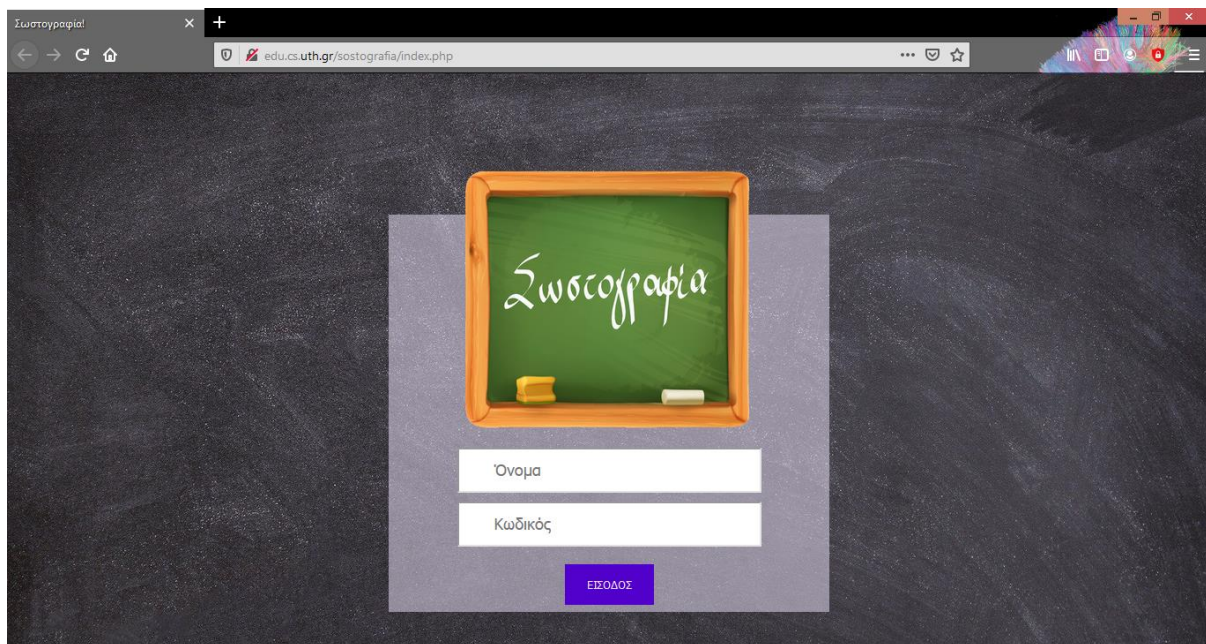 Σωστογραφία!
edu.cs.uth.gr/sostografia/index.php
Σωστογραφία
Όνομα
Κωδικός
ΕΙΣΟΔΟΣ